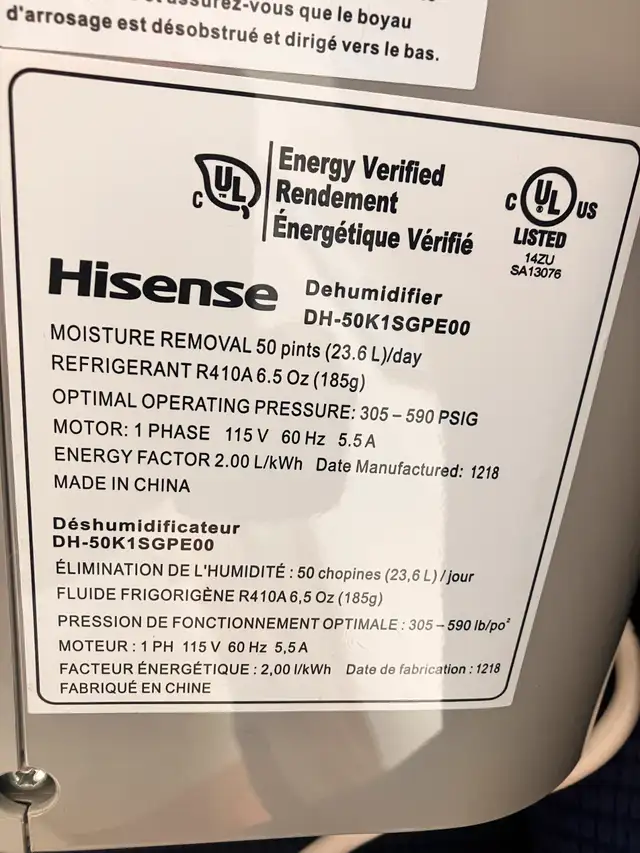 assurez-vous que le boyau
d'arrosage est désobstrué et dirigé vers le bas.
C UL
Energy Verified
Rendement
Énergétique Vérifié
C UL US
LISTED
14ZU
SA13076
Hisense
Dehumidifier
DH-50K1SGPE00
MOISTURE REMOVAL 50 pints (23.6 L)/day
REFRIGERANT R410A 6.5 Oz (185g)
OPTIMAL OPERATING PRESSURE: 305 – 590 PSIG
MOTOR: 1 PHASE 115 V 60 Hz 5.5 A
ENERGY FACTOR 2.00 L/kWh Date Manufactured: 1218
MADE IN CHINA
Déshumidificateur
DH-50K1SGPE00
ÉLIMINATION DE L'HUMIDITÉ : 50 chopines (23,6 L) / jour
FLUIDE FRIGORIGÈNE R410A 6,5 Oz (185g)
PRESSION DE FONCTIONNEMENT OPTIMALE : 305 – 590 lb/po²
MOTEUR : 1 PH 115 V 60 Hz 5,5 A
FACTEUR ÉNERGÉTIQUE : 2,00 l/kWh Date de fabrication : 1218
FABRIQUÉ EN CHINE